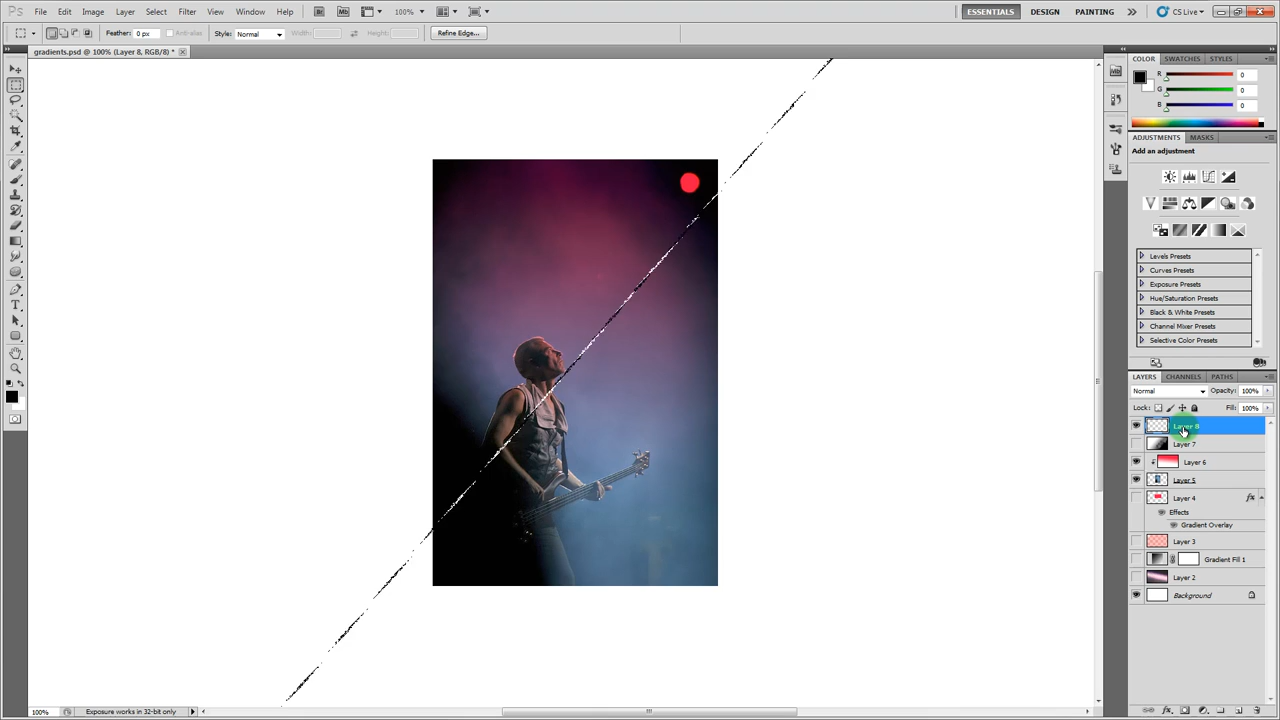 Ps File Edit Image Layer Select Filter View Window Help Mb 100% ESSENTIALS DESIGN PAINTING CS Live
Feather: 0 px Anti-alias Style: Normal Width: Height: Refine Edge...
gradients.psd @ 100% (Layer 8, RGB/8) *
COLOR SWATCHES STYLES
R 0
G 0
B 0
ADJUSTMENTS MASKS
Add an adjustment
Levels Presets
Curves Presets
Exposure Presets
Hue/Saturation Presets
Black & White Presets
Channel Mixer Presets
Selective Color Presets
LAYERS CHANNELS PATHS
Normal Opacity: 100%
Lock: Fill: 100%
Layer 8
Layer 7
Layer 6
Layer 5
Layer 4 fx
Effects
Gradient Overlay
Layer 3
Gradient Fill 1
Layer 2
Background
100% Exposure works in 32-bit only